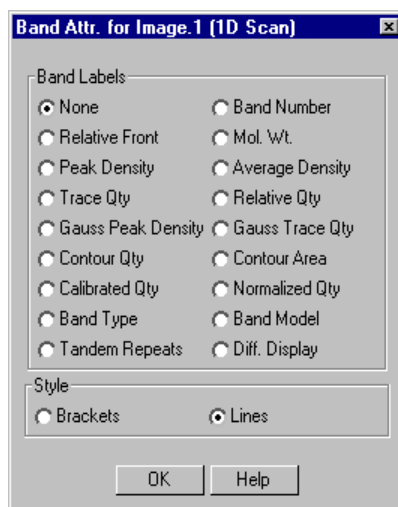 Band Attr. for Image.1 (1D Scan)
Band Labels
None Band Number
Relative Front Mol. Wt.
Peak Density Average Density
Trace Qty Relative Qty
Gauss Peak Density Gauss Trace Qty
Contour Qty Contour Area
Calibrated Qty Normalized Qty
Band Type Band Model
Tandem Repeats Diff. Display
Style
Brackets Lines
OK Help